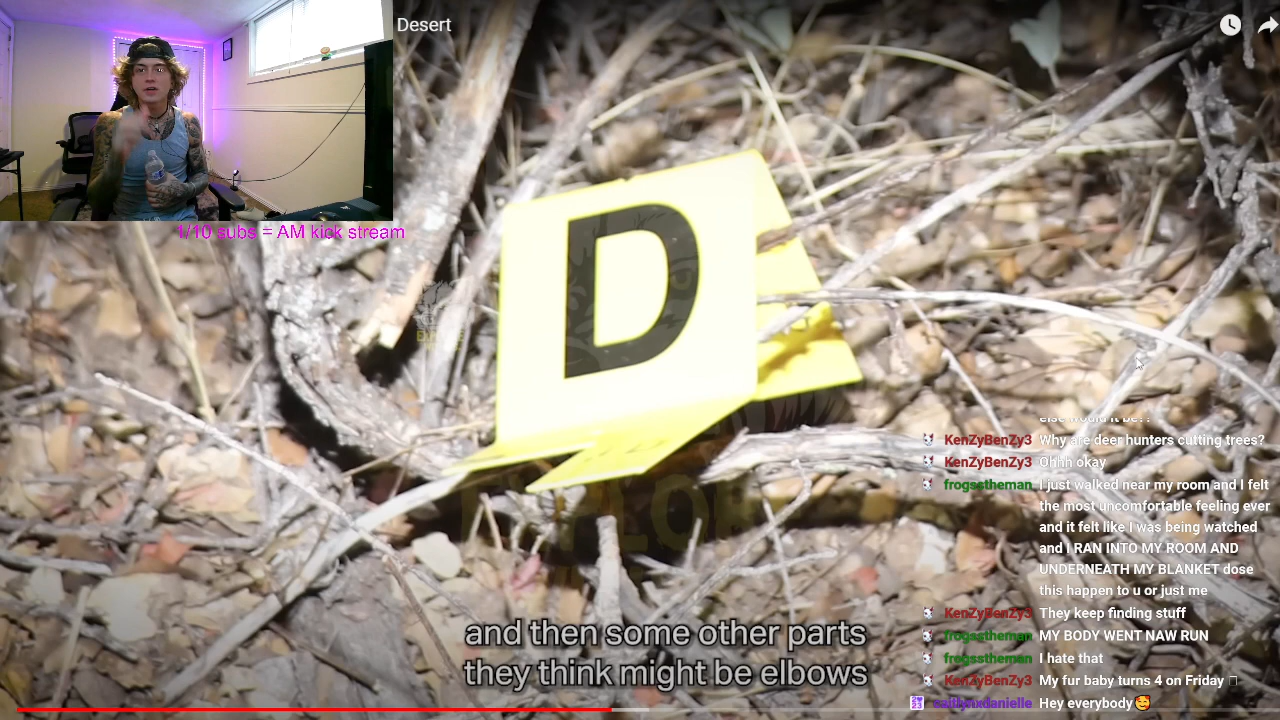 Desert
1/10 subs = AM kick stream
D
KenZyBenZy3 Why are deer hunters cutting trees?
KenZyBenZy3 Ohhh okay
frogsstheman I just walked near my room and I felt
the most uncomfortable feeling ever
and it felt like I was being watched
and I RAN INTO MY ROOM AND
UNDERNEATH MY BLANKET dose
this happen to u or just me
KenZyBenZy3 They keep finding stuff
frogsstheman MY BODY WENT NAW RUN
frogsstheman I hate that
KenZyBenZy3 My fur baby turns 4 on Friday
Hey everybody🥰
and then some other parts
they think might be elbows